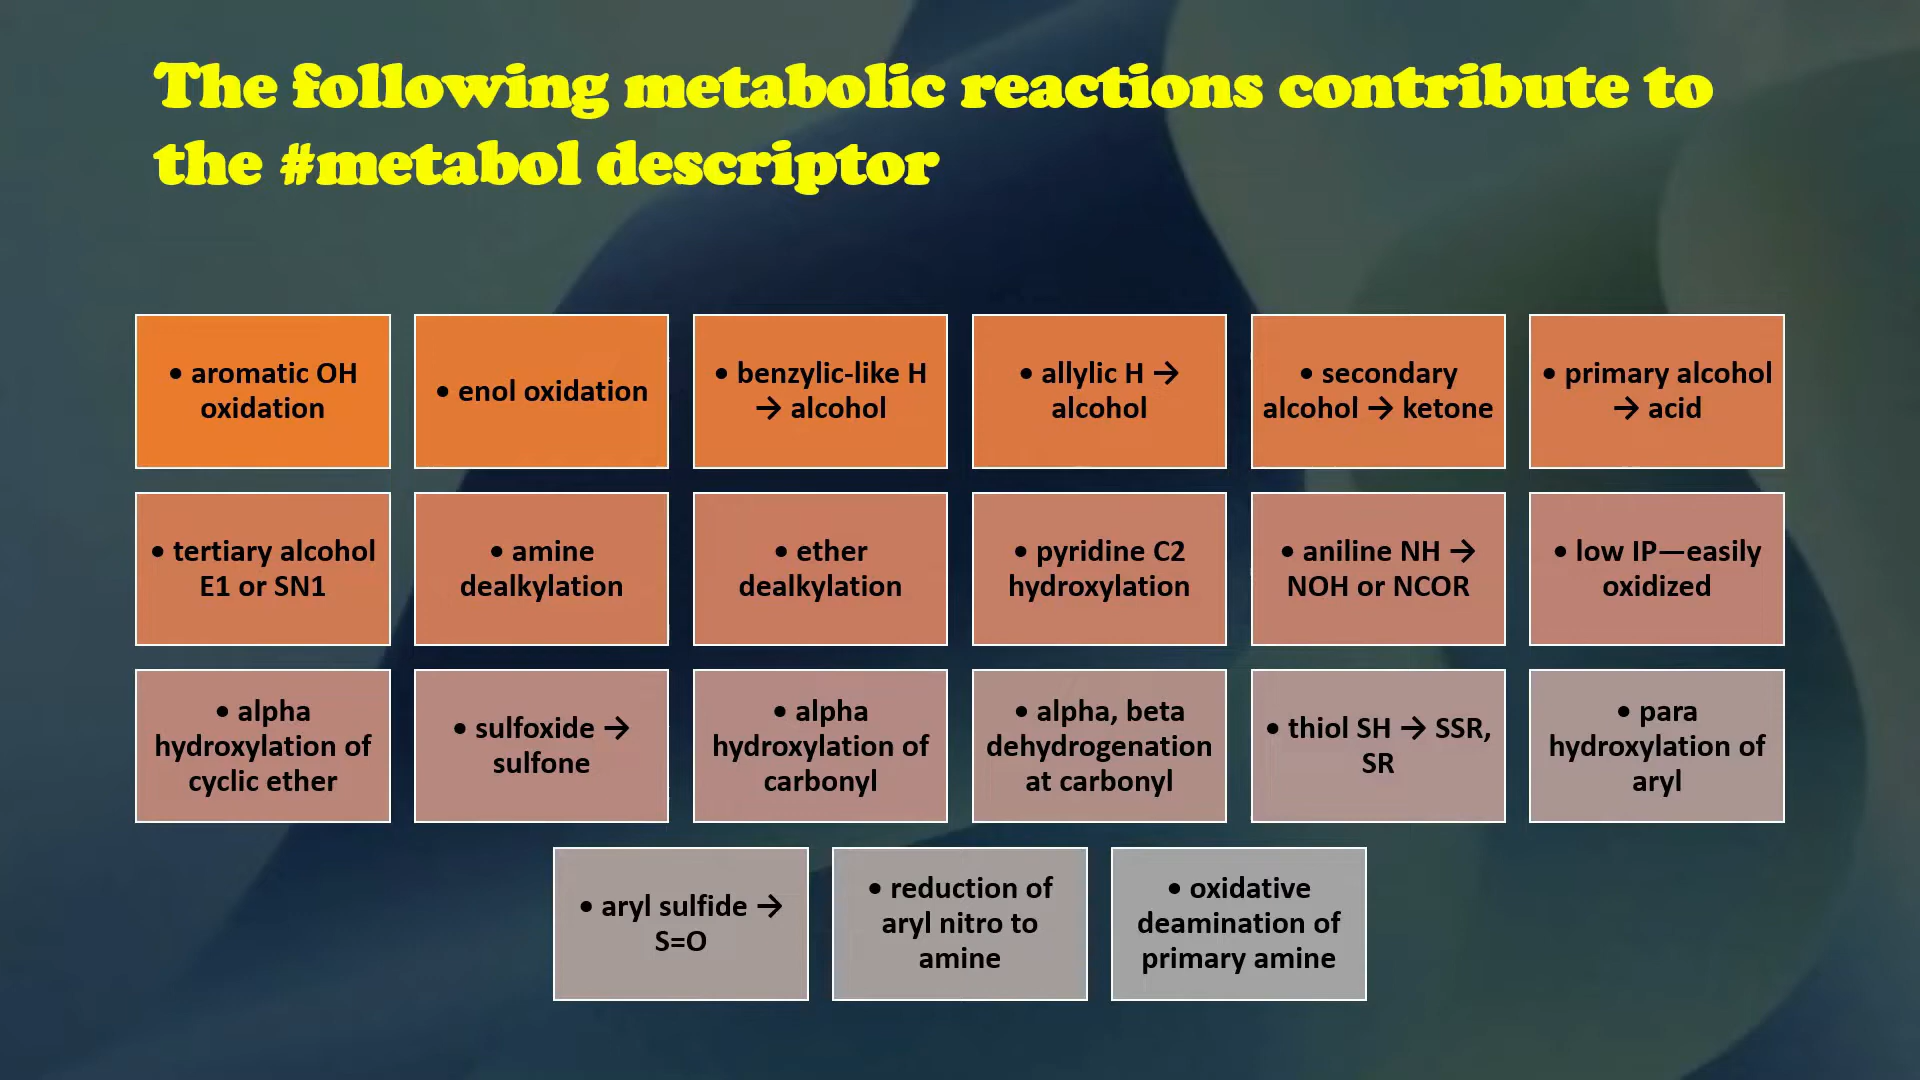 The following metabolic reactions contribute to
the #metabol descriptor
• aromatic OH
oxidation
• enol oxidation
• benzylic-like H
→ alcohol
• allylic H →
alcohol
• secondary
alcohol → ketone
• primary alcohol
→ acid
• tertiary alcohol
E1 or SN1
• amine
dealkylation
• ether
dealkylation
• pyridine C2
hydroxylation
• aniline NH →
NOH or NCOR
• low IP—easily
oxidized
• alpha
hydroxylation of
cyclic ether
• sulfoxide →
sulfone
• alpha
hydroxylation of
carbonyl
• alpha, beta
dehydrogenation
at carbonyl
• thiol SH → SSR,
SR
• para
hydroxylation of
aryl
• aryl sulfide →
S=O
• reduction of
aryl nitro to
amine
• oxidative
deamination of
primary amine